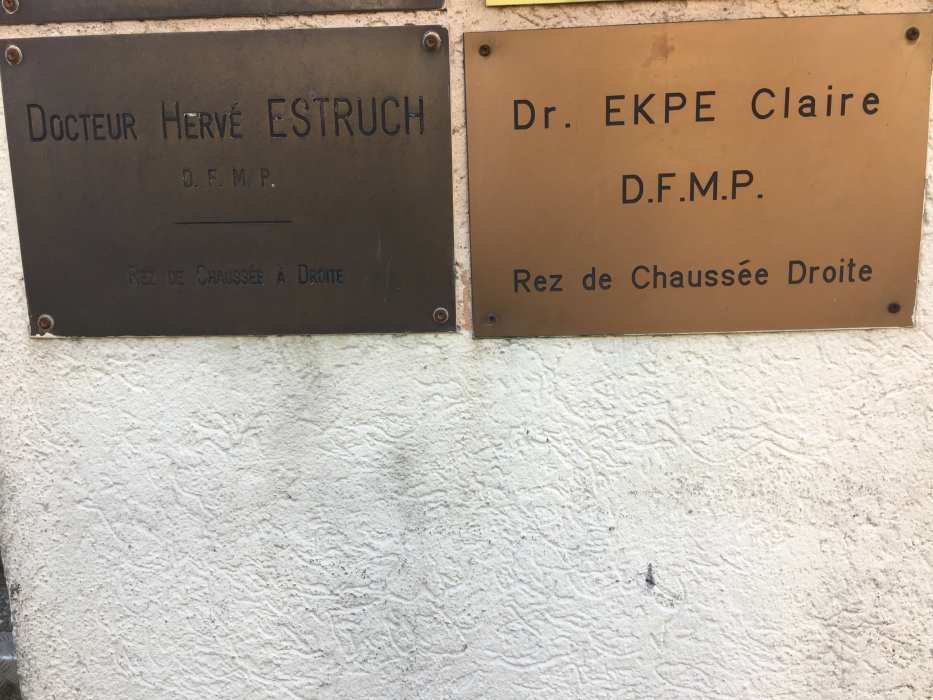 DOCTEUR HERVÉ ESTRUCH
D. F. M. P.
REZ DE CHAUSSÉE À DROITE
Dr. EKPE Claire
D.F.M.P.
Rez de Chaussée Droite